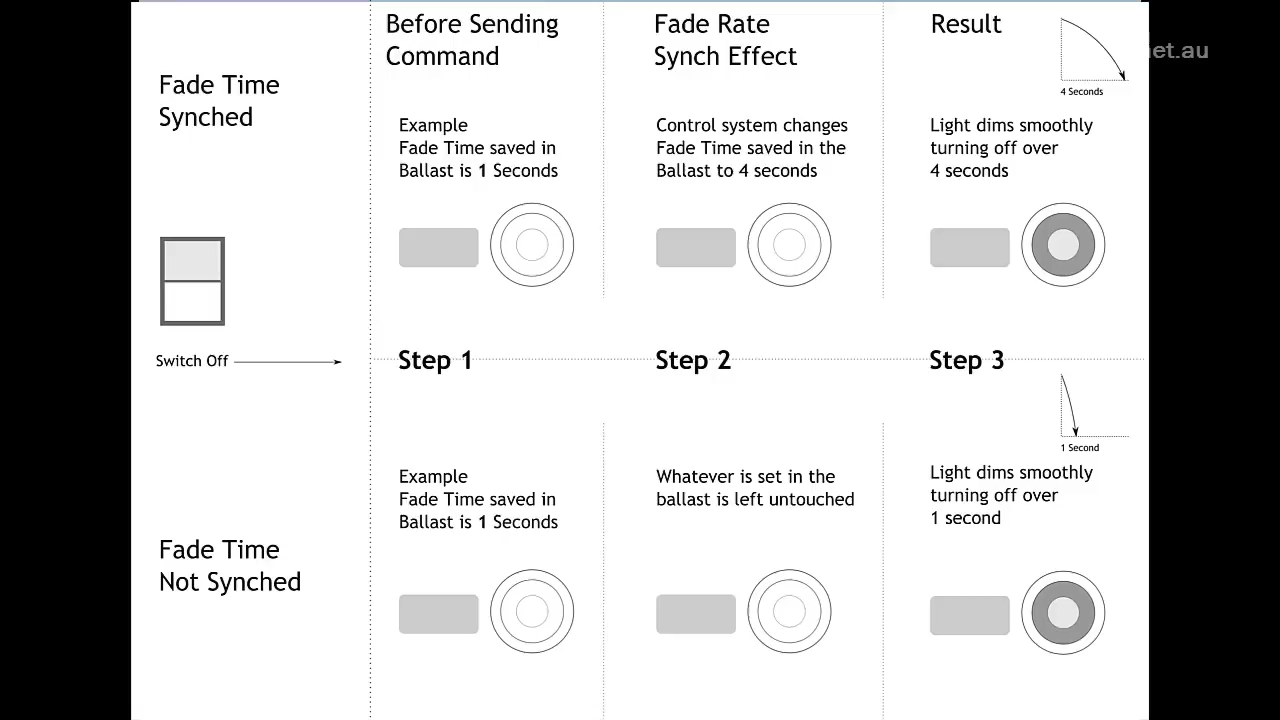 Before Sending
Command
Fade Rate
Synch Effect
Result
et.au
4 Seconds
Fade Time
Synched
Example
Fade Time saved in
Ballast is 1 Seconds
Control system changes
Fade Time saved in the
Ballast to 4 seconds
Light dims smoothly
turning off over
4 seconds
Switch Off
Step 1
Step 2
Step 3
1 Second
Fade Time
Not Synched
Example
Fade Time saved in
Ballast is 1 Seconds
Whatever is set in the
ballast is left untouched
Light dims smoothly
turning off over
1 second